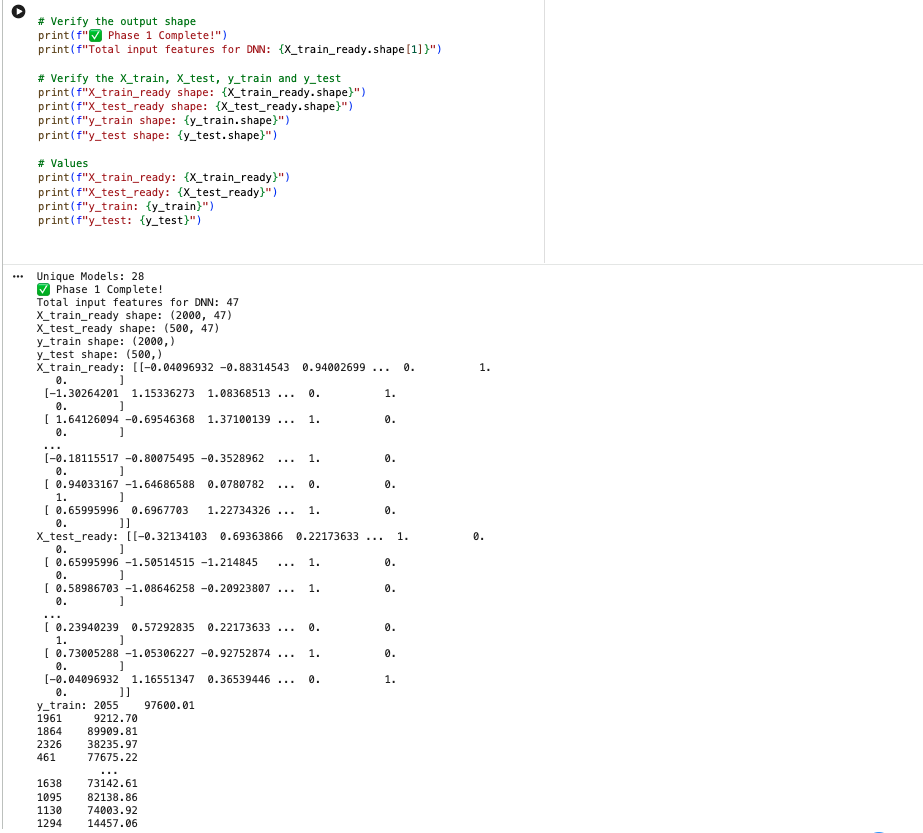 # Verify the output shape
print(f"✅ Phase 1 Complete!")
print(f"Total input features for DNN: {X_train_ready.shape[1]}")
# Verify the X_train, X_test, y_train and y_test
print(f"X_train_ready shape: {X_train_ready.shape}")
print(f"X_test_ready shape: {X_test_ready.shape}")
print(f"y_train shape: {y_train.shape}")
print(f"y_test shape: {y_test.shape}")
# Values
print(f"X_train_ready: {X_train_ready}")
print(f"X_test_ready: {X_test_ready}")
print(f"y_train: {y_train}")
print(f"y_test: {y_test}")
Unique Models: 28
✅ Phase 1 Complete!
Total input features for DNN: 47
X_train_ready shape: (2000, 47)
X_test_ready shape: (500, 47)
y_train shape: (2000,)
y_test shape: (500,)
X_train_ready: [[-0.04096932 -0.88314543  0.94002699 ...  0.          1.
   0.        ]
 [-1.30264201  1.15336273  1.08368513 ...  0.          1.
   0.        ]
 [ 1.64126094 -0.69546368  1.37100139 ...  1.          0.
   0.        ]
 ...
 [-0.18115517 -0.80075495 -0.3528962  ...  1.          0.
   0.        ]
 [ 0.94033167 -1.64686588  0.0780782  ...  0.          0.
   1.        ]
 [ 0.65995996  0.6967703   1.22734326 ...  1.          0.
   0.        ]]
X_test_ready: [[-0.32134103  0.69363866  0.22173633 ...  1.          0.
   0.        ]
 [ 0.65995996 -1.50514515 -1.214845   ...  1.          0.
   0.        ]
 [ 0.58986703 -1.08646258 -0.20923807 ...  1.          0.
   0.        ]
 ...
 [ 0.23940239  0.57292835  0.22173633 ...  0.          0.
   1.        ]
 [ 0.73005288 -1.05306227 -0.92752874 ...  1.          0.
   0.        ]
 [-0.04096932  1.16551347  0.36539446 ...  0.          1.
   0.        ]]
y_train: 2055    97600.01
1961     9212.70
1864    89909.81
2326    38235.97
461     77675.22
          ...
1638    73142.61
1095    82138.86
1130    74003.92
1294    14457.06